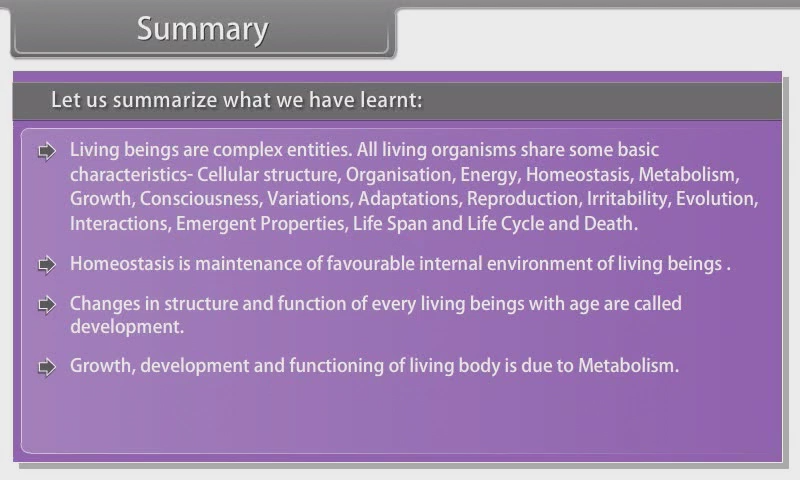 Summary
Let us summarize what we have learnt:
Living beings are complex entities. All living organisms share some basic
characteristics- Cellular structure, Organisation, Energy, Homeostasis, Metabolism,
Growth, Consciousness, Variations, Adaptations, Reproduction, Irritability, Evolution,
Interactions, Emergent Properties, Life Span and Life Cycle and Death.
Homeostasis is maintenance of favourable internal environment of living beings .
Changes in structure and function of every living beings with age are called
development.
Growth, development and functioning of living body is due to Metabolism.